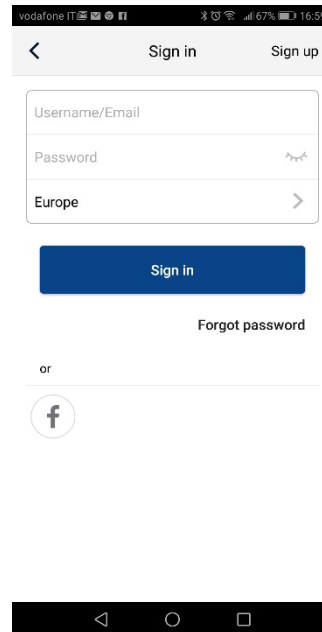 vodafone IT 67% 16:5
Sign in Sign up
Username/Email
Password
Europe
Sign in
Forgot password
or
f